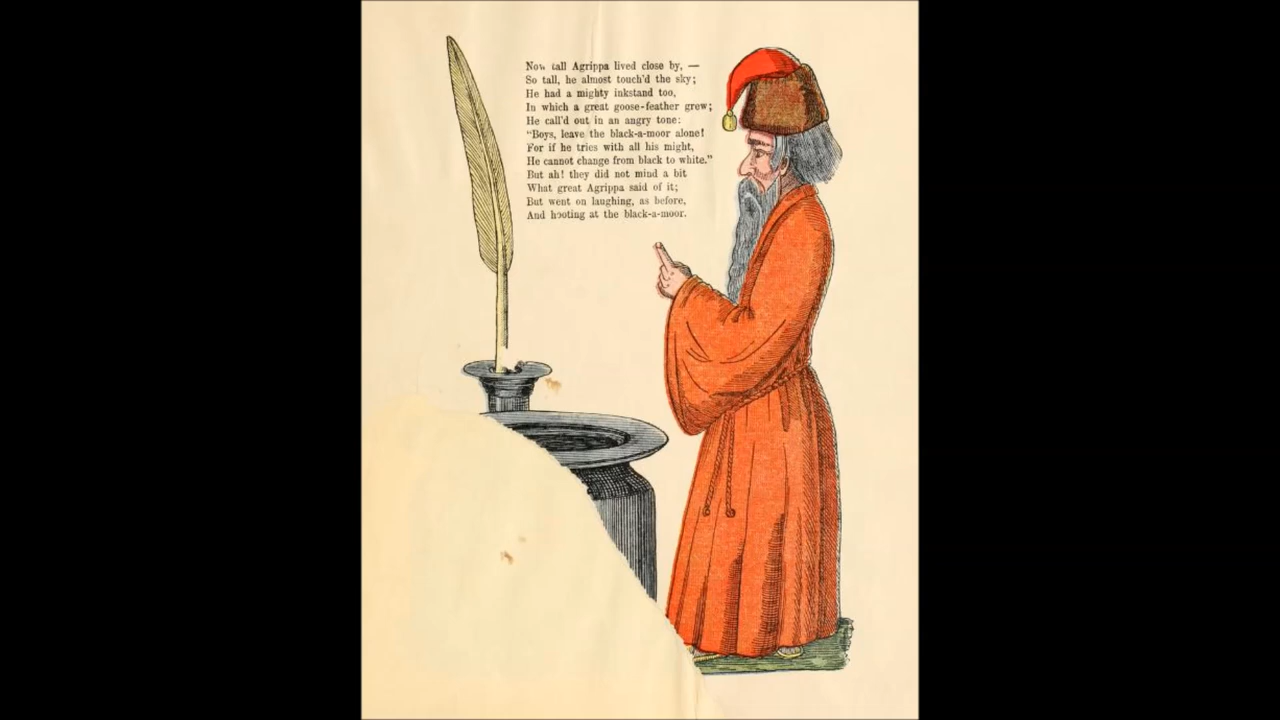 Now tall Agrippa lived close by, —
So tall, he almost touch'd the sky;
He had a mighty inkstand too,
In which a great goose-feather grew;
He call'd out in an angry tone:
"Boys, leave the black-a-moor alone!
For if he tries with all his might,
He cannot change from black to white."
But ah! they did not mind a bit
What great Agrippa said of it;
But went on laughing, as before,
And hooting at the black-a-moor.